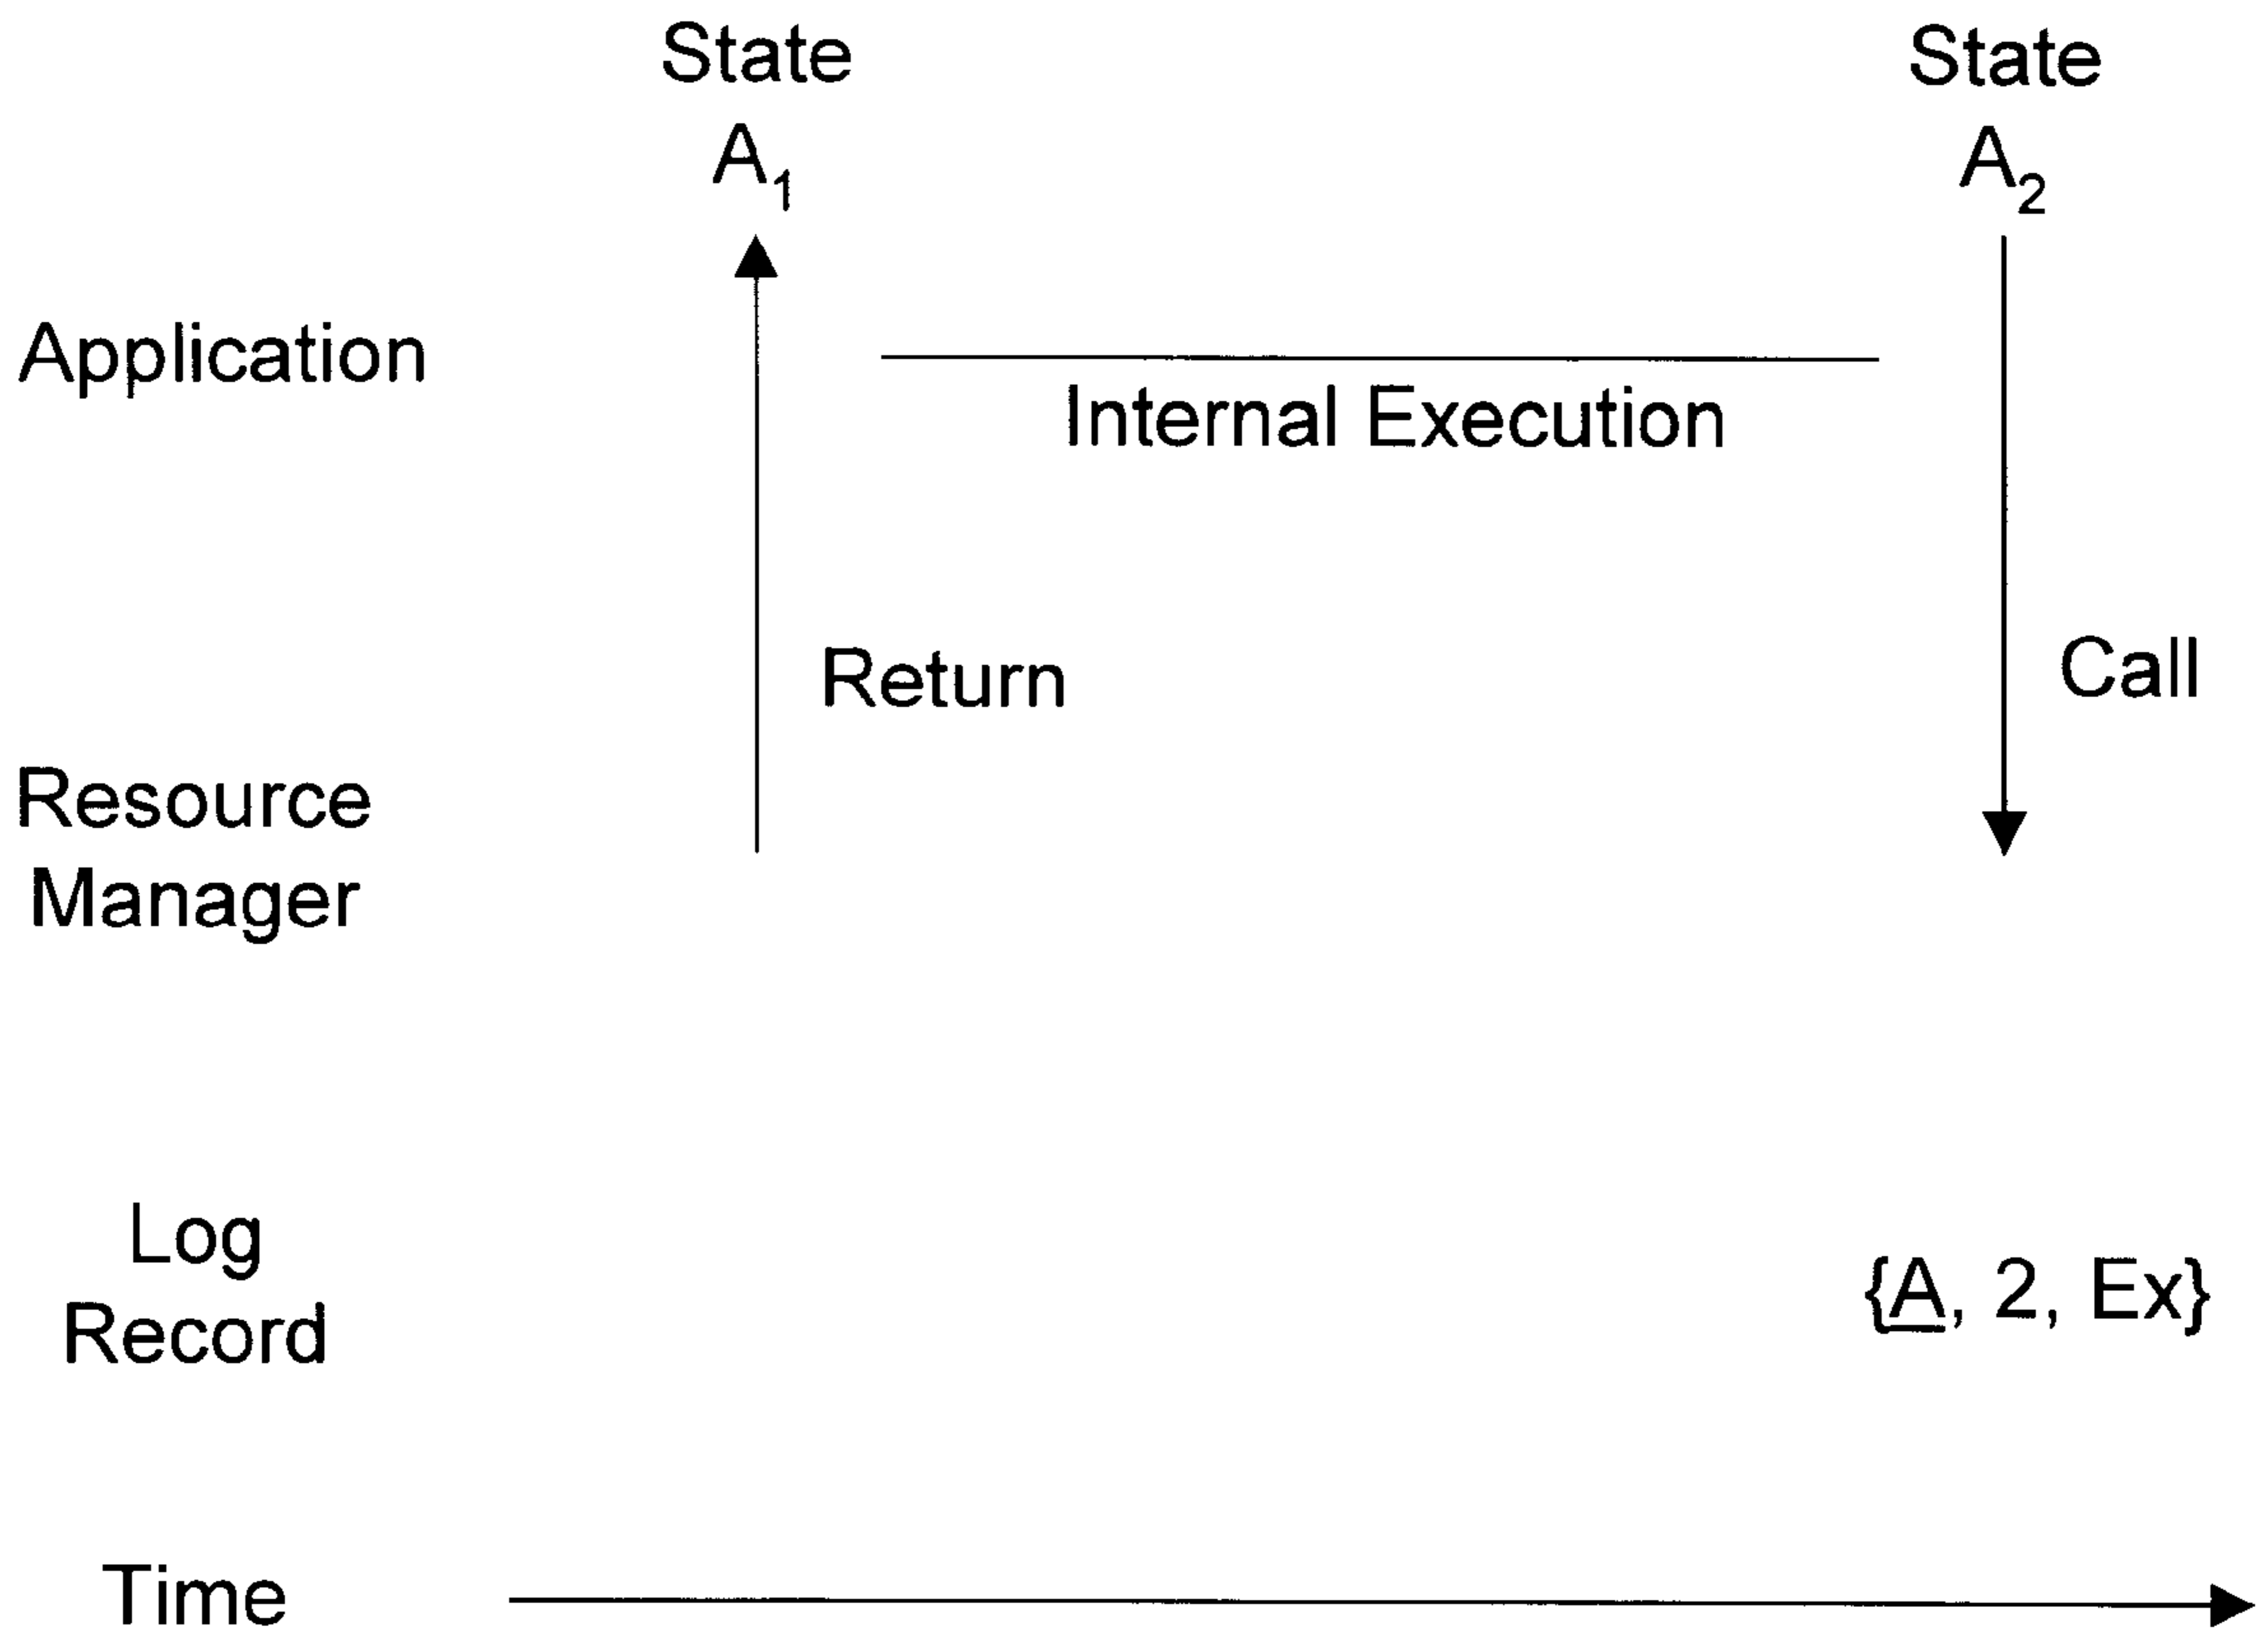 State
A₁
State
A₂
Application
Internal Execution
Return
Call
Resource
Manager
Log
Record
{A, 2, Ex}
Time